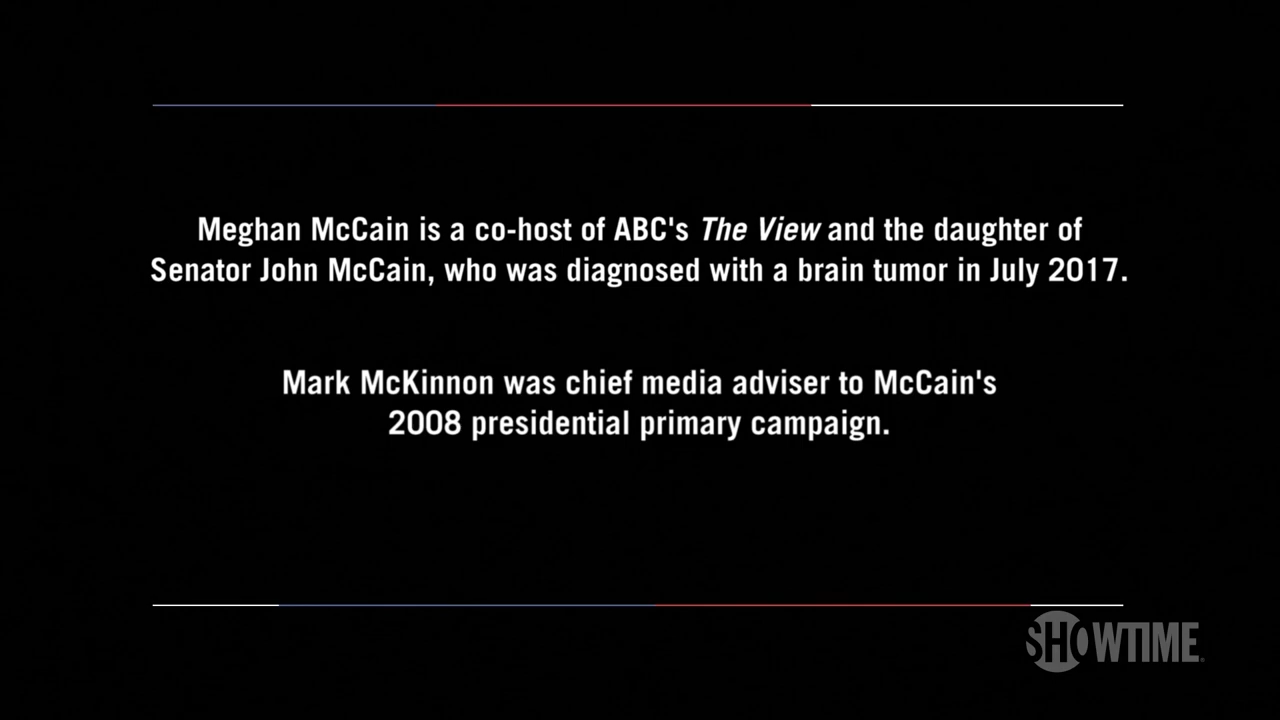 Meghan McCain is a co-host of ABC's The View and the daughter of
Senator John McCain, who was diagnosed with a brain tumor in July 2017.
Mark McKinnon was chief media adviser to McCain's
2008 presidential primary campaign.
SHOWTIME